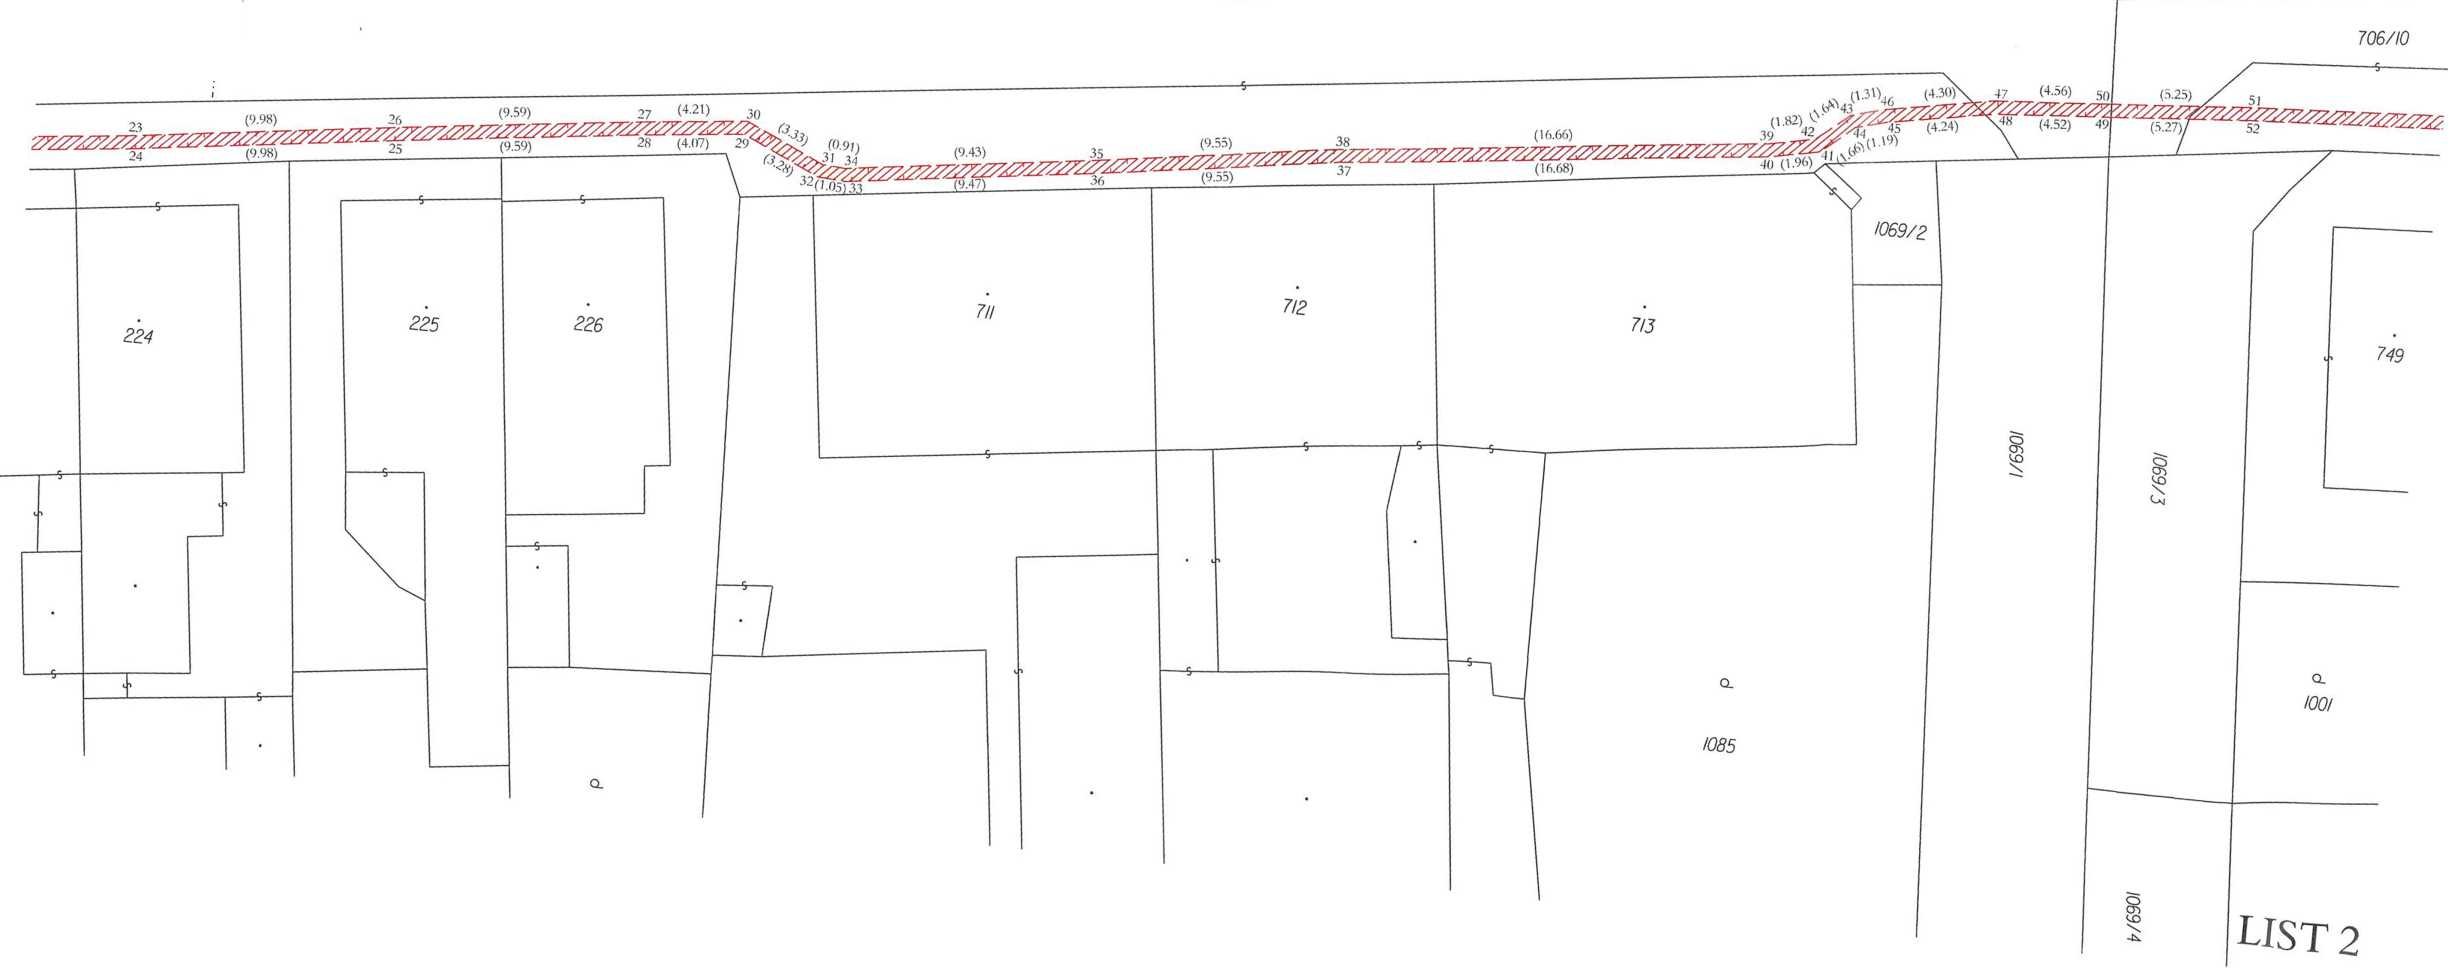 706/10
23 (9.98) 26 (9.59) 27 (4.21) 30
24 (9.98) 25 (9.59) 28 (4.07) 29
(3.33) (0.91)
31 34
(3.28) 32 (1.05) 33
(9.43) 35 (9.55) 38 (16.66) 39
(9.47) 36 (9.55) 37 (16.68) 40 (1.96) 41
(1.82) 42 (1.64) 43 (1.31) 46
(1.66) 44 (1.19) 45
(4.30) 47 (4.56) 50 (5.25) 51
(4.24) 48 (4.52) 49 (5.27) 52
1069/2
224
225
226
711
712
713
749
1069/1
1069/3
1001
1085
1069/4
LIST 2